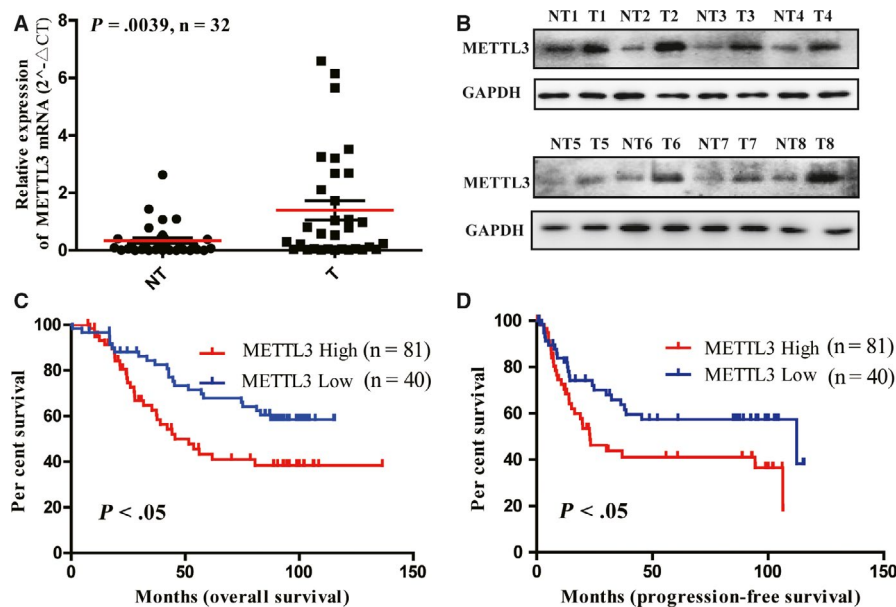 A
P = .0039, n = 32
Relative expression
of METTL3 mRNA (2^-△CT)
8
6
4
2
0
NT
T
B
NT1 T1 NT2 T2 NT3 T3 NT4 T4
METTL3
GAPDH
NT5 T5 NT6 T6 NT7 T7 NT8 T8
METTL3
GAPDH
C
Per cent survival
100
80
60
40
20
0
METTL3 High (n = 81)
METTL3 Low (n = 40)
P < .05
0 50 100 150
Months (overall survival)
D
Per cent survival
100
80
60
40
20
0
METTL3 High (n = 81)
METTL3 Low (n = 40)
P < .05
0 50 100 150
Months (progression-free survival)